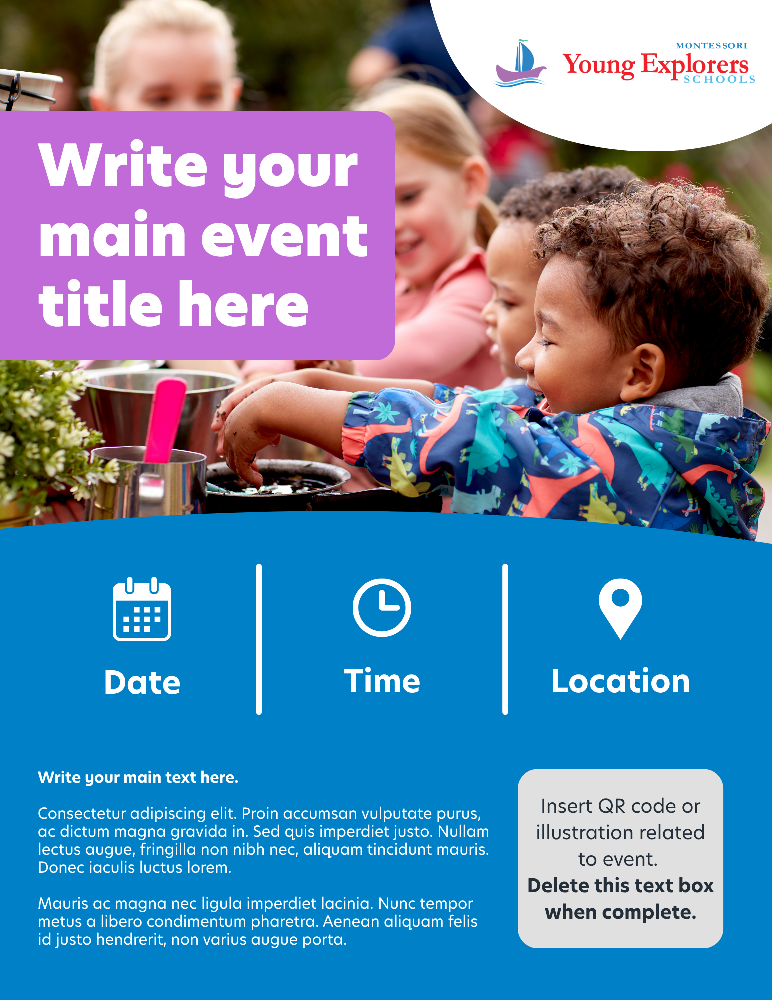 MONTESSORI
Young Explorers
SCHOOLS
Write your
main event
title here
Date
Time
Location
Write your main text here.
Consectetur adipiscing elit. Proin accumsan vulputate purus,
ac dictum magna gravida in. Sed quis imperdiet justo. Nullam
lectus augue, fringilla non nibh nec, aliquam tincidunt mauris.
Donec iaculis luctus lorem.
Mauris ac magna nec ligula imperdiet lacinia. Nunc tempor
metus a libero condimentum pharetra. Aenean aliquam felis
id justo hendrerit, non varius augue porta.
Insert QR code or
illustration related
to event.
Delete this text box
when complete.